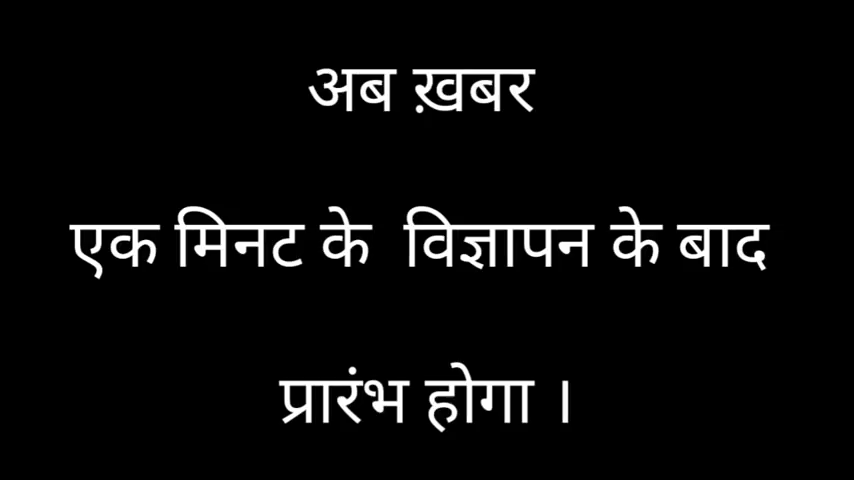 अब ख़बर
एक मिनट के विज्ञापन के बाद
प्रारंभ होगा ।